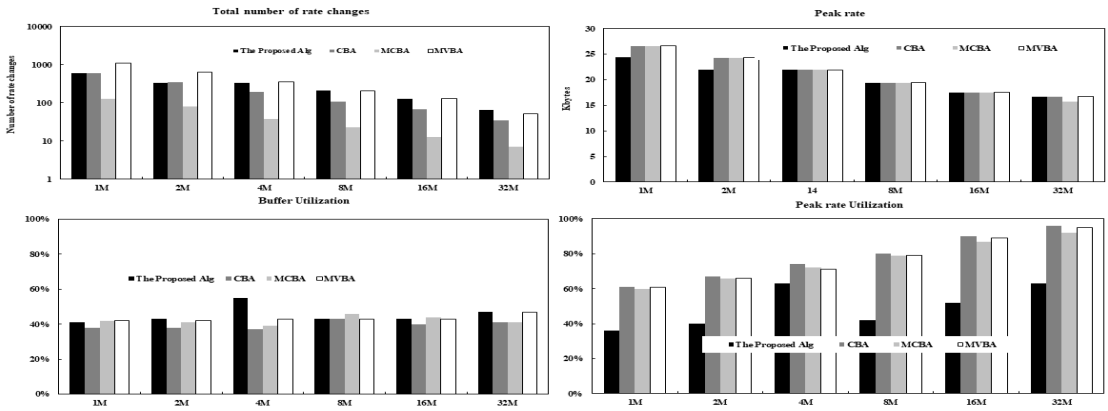 Total number of rate changes
10000
1000
100
10
1
Number of rate changes
The Proposed Alg CBA MCBA MVBA
1M 2M 4M 8M 16M 32M
Peak rate
30
25
20
15
10
5
0
Kbytes
The Proposed Alg CBA MCBA MVBA
1M 2M 14 8M 16M 32M
Buffer Utilization
100%
80%
60%
40%
20%
0%
The Proposed Alg CBA MCBA MVBA
1M 2M 4M 8M 16M 32M
Peak rate Utilization
100%
80%
60%
40%
20%
0%
The Proposed Alg CBA MCBA MVBA
1M 2M 4M 8M 16M 32M